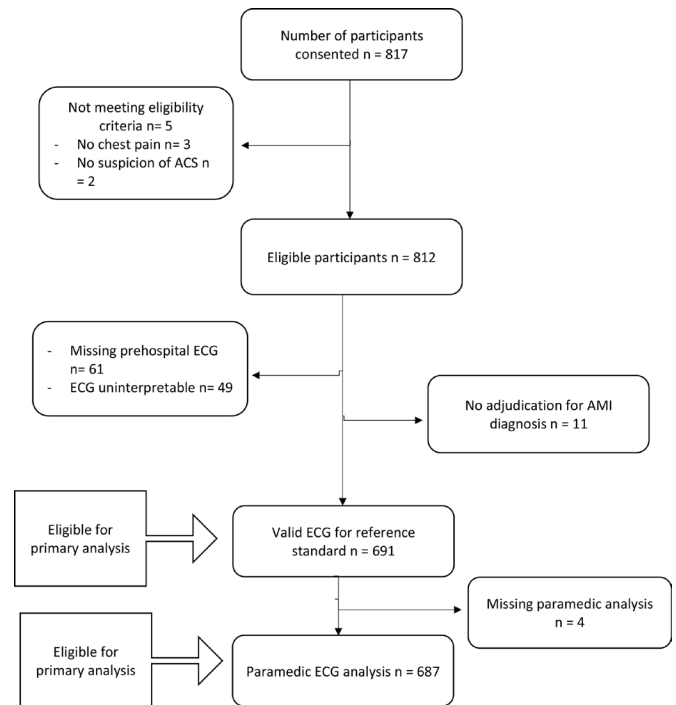 Number of participants
consented n = 817
Not meeting eligibility
criteria n= 5
- No chest pain n= 3
- No suspicion of ACS n
= 2
Eligible participants n = 812
- Missing prehospital ECG
n= 61
- ECG uninterpretable n= 49
No adjudication for AMI
diagnosis n = 11
Eligible for
primary analysis
Valid ECG for reference
standard n = 691
Missing paramedic analysis
n = 4
Eligible for
primary analysis
Paramedic ECG analysis n = 687